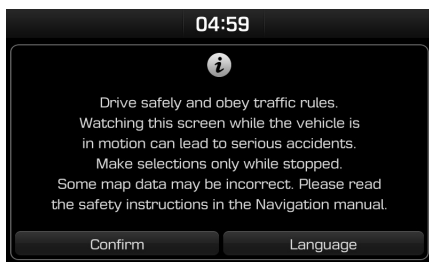 04:59
i
Drive safely and obey traffic rules.
Watching this screen while the vehicle is
in motion can lead to serious accidents.
Make selections only while stopped.
Some map data may be incorrect. Please read
the safety instructions in the Navigation manual.
Confirm
Language